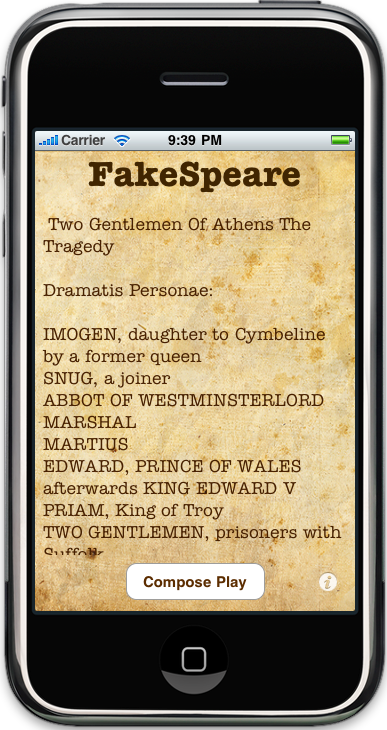 Carrier 9:39 PM
FakeSpeare
Two Gentlemen Of Athens The
Tragedy
Dramatis Personae:
IMOGEN, daughter to Cymbeline
by a former queen
SNUG, a joiner
ABBOT OF WESTMINSTERLORD
MARSHAL
MARTIUS
EDWARD, PRINCE OF WALES
afterwards KING EDWARD V
PRIAM, King of Troy
TWO GENTLEMEN, prisoners with
Suffolk
Compose Play
i